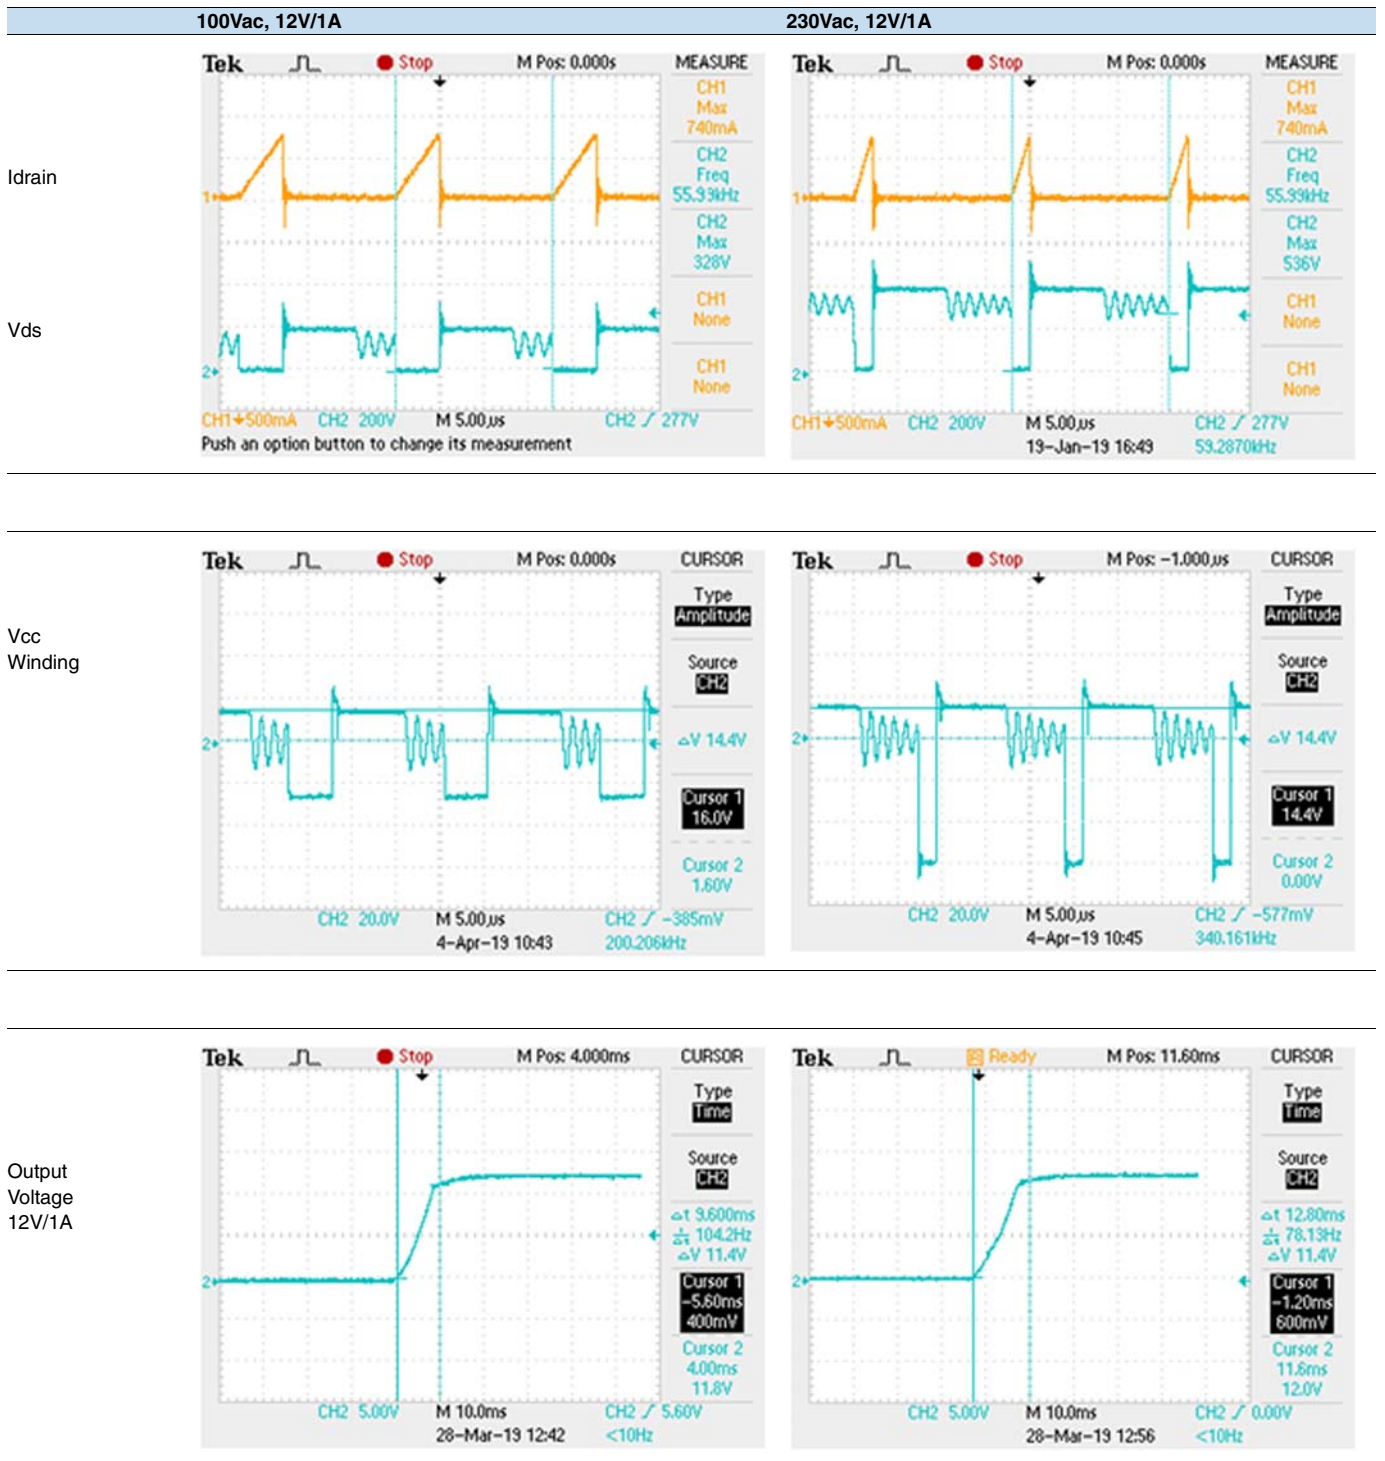 100Vac, 12V/1A 230Vac, 12V/1A
Idrain
Vds
Tek Stop M Pos: 0.000s MEASURE
CH1
Max
740mA
CH2
Freq
55.93kHz
CH2
Max
328V
CH1
None
CH1
None
1
2
CH1 500mA CH2 200V M 5.00µs CH2 277V
Push an option button to change its measurement
Tek Stop M Pos: 0.000s MEASURE
CH1
Max
740mA
CH2
Freq
55.99kHz
CH2
Max
536V
CH1
None
CH1
None
1
2
CH1 500mA CH2 200V M 5.00µs CH2 277V
19-Jan-19 16:49 59.2870kHz
Vcc
Winding
Tek Stop M Pos: 0.000s CURSOR
Type
Amplitude
Source
CH2
△V 14.4V
Cursor 1
16.0V
Cursor 2
1.60V
2
CH2 20.0V M 5.00µs CH2 -385mV
4-Apr-19 10:43 200.206kHz
Tek Stop M Pos: -1.000µs CURSOR
Type
Amplitude
Source
CH2
△V 14.4V
Cursor 1
14.4V
Cursor 2
0.00V
2
CH2 20.0V M 5.00µs CH2 -577mV
4-Apr-19 10:45 340.161kHz
Output
Voltage
12V/1A
Tek Stop M Pos: 4.000ms CURSOR
Type
Time
Source
CH2
△t 9.600ms
1/△t 104.2Hz
△V 11.4V
Cursor 1
-5.60ms
400mV
Cursor 2
4.00ms
11.8V
2
CH2 5.00V M 10.0ms CH2 5.60V
28-Mar-19 12:42 <10Hz
Tek R Ready M Pos: 11.60ms CURSOR
Type
Time
Source
CH2
△t 12.80ms
1/△t 78.13Hz
△V 11.4V
Cursor 1
-1.20ms
600mV
Cursor 2
11.6ms
12.0V
2
CH2 5.00V M 10.0ms CH2 0.00V
28-Mar-19 12:56 <10Hz